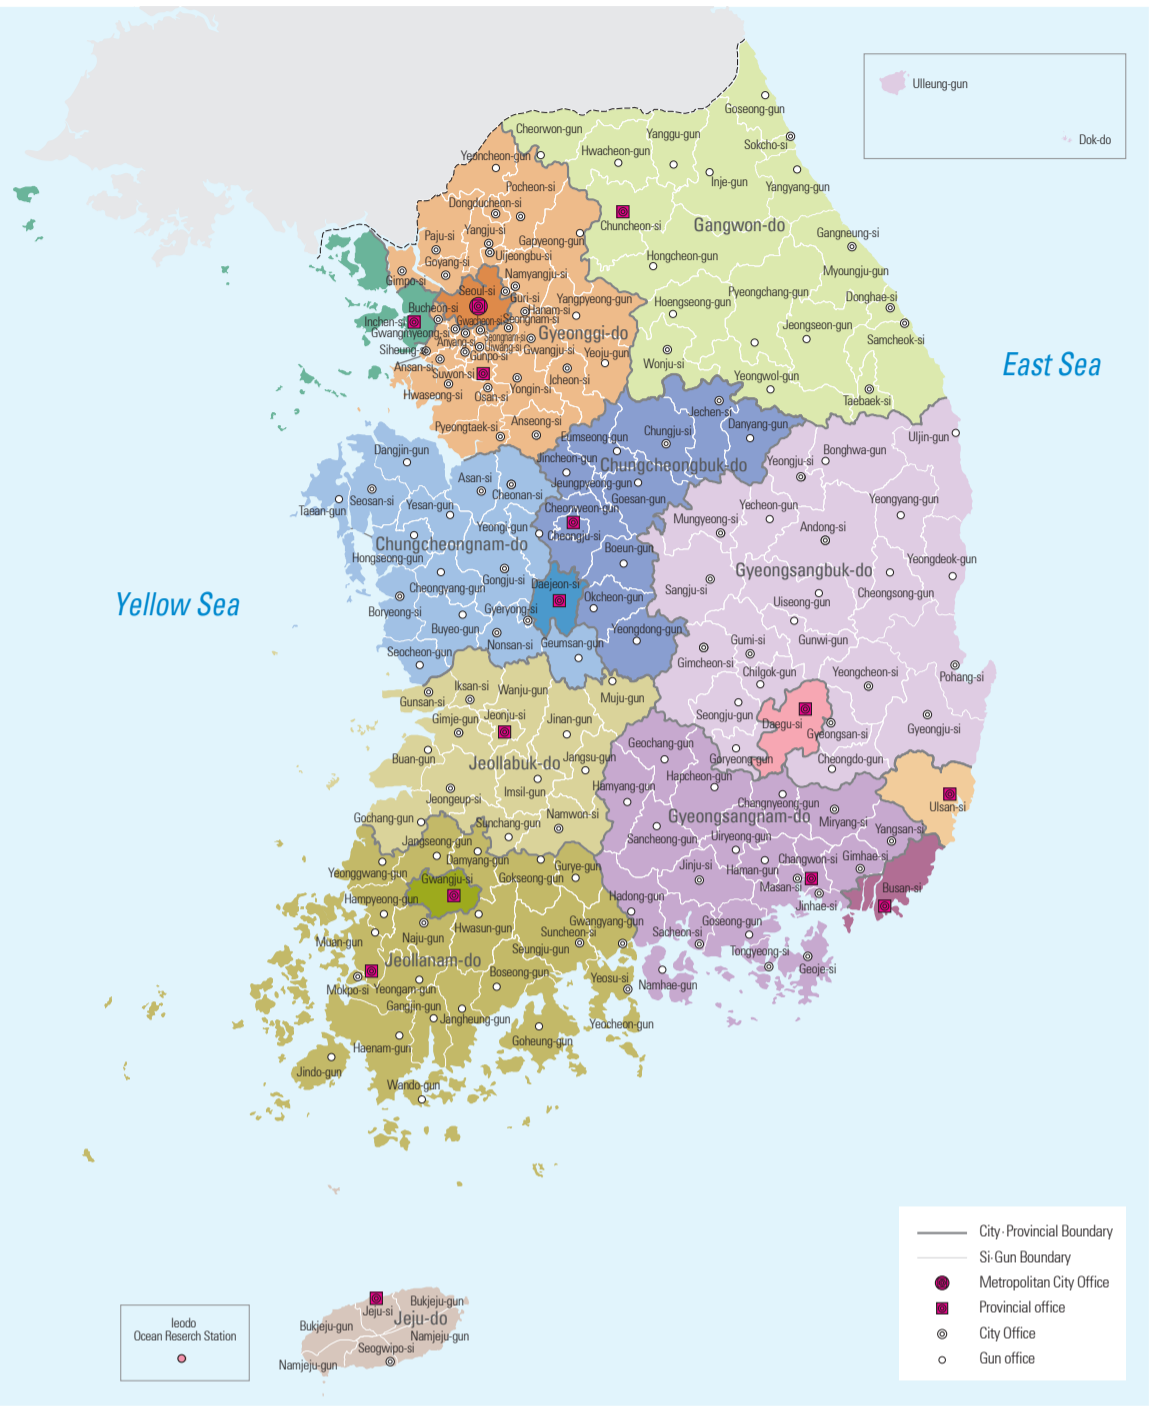 Ulleung-gun
Dok-do
Goseong-gun
Cheorwon-gun
Yanggu-gun
Sokcho-si
Hwacheon-gun
Yeoncheon-gun
Inje-gun
Yangyang-gun
Pocheon-si
Dongducheon-si
Chuncheon-si
Gangwon-do
Gangneung-si
Yangju-si
Paju-si
Gapyeong-gun
Uijeongbu-si
Hongcheon-gun
Goyang-si
Myoungju-gun
Namyangju-si
Gimpo-si
Seoul-si
Pyeongchang-gun
Guri-si
Yangpyeong-gun
Hoengseong-gun
Donghae-si
Bucheon-si
Hanam-si
Incheon-si
Gwacheon-si
Seongnam-si
Jeongseon-gun
Gwangmyeong-si
Gyeonggi-do
Samcheok-si
Anyang-si
Seongnam-si
Uiwang-si
Siheung-si
Gunpo-si
Gwangju-si
Yeoju-gun
Wonju-si
East Sea
Ansan-si
Suwon-si
Icheon-si
Yeongwol-gun
Hwaseong-si
Osan-si
Yongin-si
Taebaek-si
Jechen-si
Pyeongtaek-si
Anseong-si
Danyang-gun
Eumseong-gun
Chungju-si
Uljin-gun
Dangjin-gun
Jincheon-gun
Chungcheongbuk-do
Yeongju-si
Bonghwa-gun
Asan-si
Jeungpyeong-gun
Seosan-si
Cheonan-si
Goesan-gun
Taean-gun
Yesan-gun
Cheonweon-gun
Yecheon-gun
Yeongyang-gun
Mungyeong-si
Yeongi-gun
Cheongju-si
Andong-si
Chungcheongnam-do
Boeun-gun
Hongseong-gun
Yeongdeok-gun
Gyeongsangbuk-do
Gongju-si
Daejeon-si
Cheongyang-gun
Sangju-si
Cheongsong-gun
Yellow Sea
Okcheon-gun
Uiseong-gun
Boryeong-si
Gyeryong-si
Buyeo-gun
Yeongdong-gun
Nonsan-si
Geumsan-gun
Gumi-si
Gunwi-gun
Seocheon-gun
Gimcheon-si
Chilgok-gun
Yeongcheon-si
Pohang-si
Iksan-si
Wanju-gun
Muju-gun
Gunsan-si
Gimje-gun
Jeonju-si
Jinan-gun
Seongju-gun
Daegu-si
Gyeongsan-si
Gyeongju-si
Geochang-gun
Buan-gun
Jangsu-gun
Goryeong-gun
Cheongdo-gun
Jeollabuk-do
Hapcheon-gun
Hamyang-gun
Imsil-gun
Jeongeup-si
Changnyeong-gun
Ulsan-si
Gyeongsangnam-do
Miryang-si
Namwon-si
Gochang-gun
Sunchang-gun
Yangsan-si
Sancheong-gun
Uiryeong-gun
Jangseong-gun
Damyang-gun
Changwon-si
Gimhae-si
Yeonggwang-gun
Gurye-gun
Jinju-si
Haman-gun
Gwangju-si
Gokseong-gun
Masan-si
Busan-si
Hampyeong-gun
Hadong-gun
Jinhae-si
Hwasun-gun
Gwangyang-gun
Goseong-gun
Naju-gun
Suncheon-si
Sacheon-si
Muan-gun
Seungju-gun
Tongyeong-si
Jeollanam-do
Geoje-si
Boseong-gun
Yeosu-si
Namhae-gun
Mokpo-si
Yeongam-gun
Gangjin-gun
Jangheung-gun
Yeocheon-gun
Goheung-gun
Haenam-gun
Jindo-gun
Wando-gun
City·Provincial Boundary
Si·Gun Boundary
Metropolitan City Office
Provincial office
City Office
Gun office
Bukjeju-gun
Jeju-si
Jeju-do
Bukjeju-gun
Namjeju-gun
Seogwipo-si
Namjeju-gun
Ieodo
Ocean Reserch Station